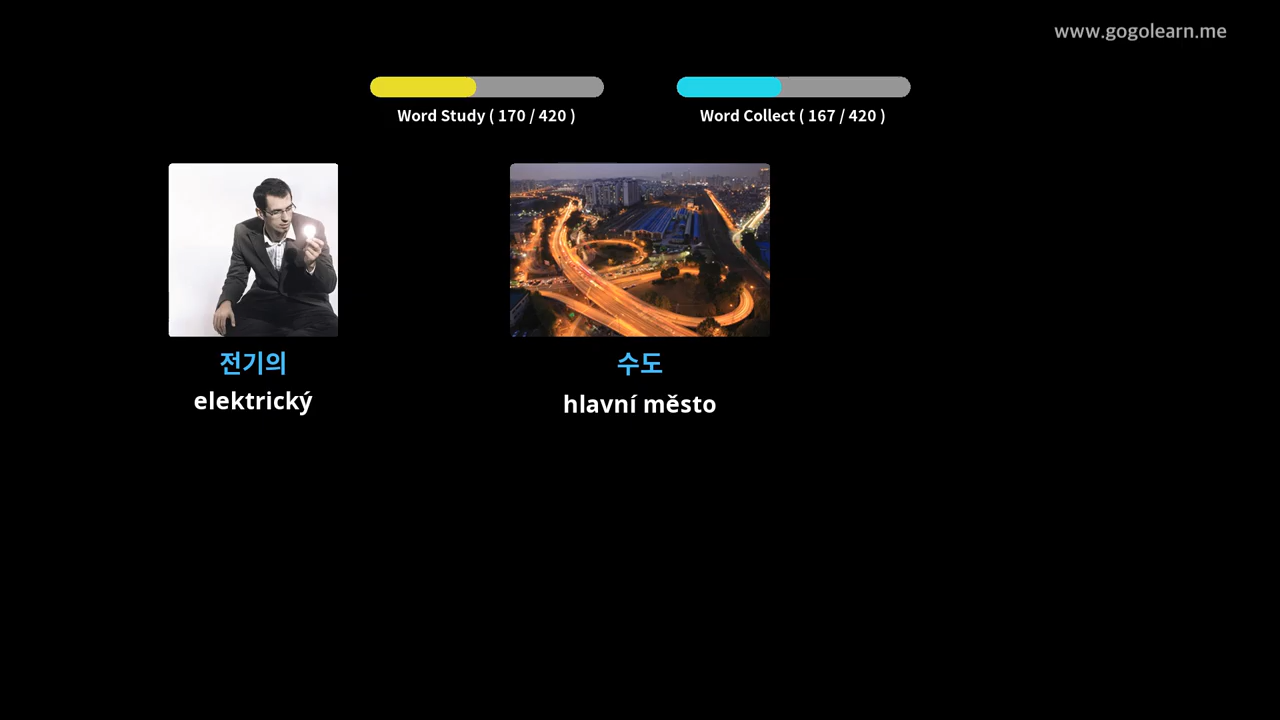 www.gogolearn.me
Word Study ( 170 / 420 )
Word Collect ( 167 / 420 )
전기의
elektrický
수도
hlavní město